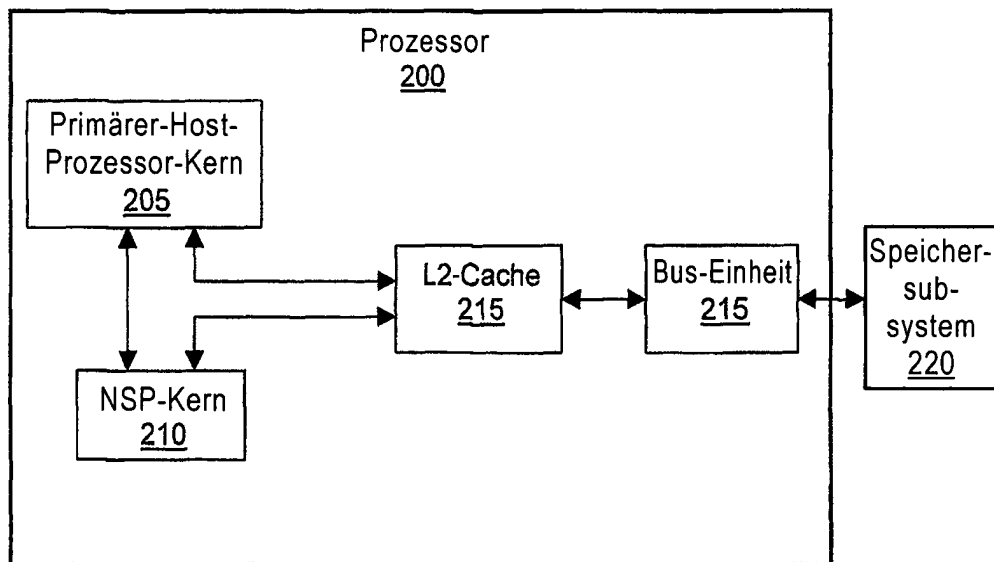 Prozessor
200
Primärer-Host-
Prozessor-Kern
205
L2-Cache
215
Bus-Einheit
215
Speicher-
sub-
system
220
NSP-Kern
210